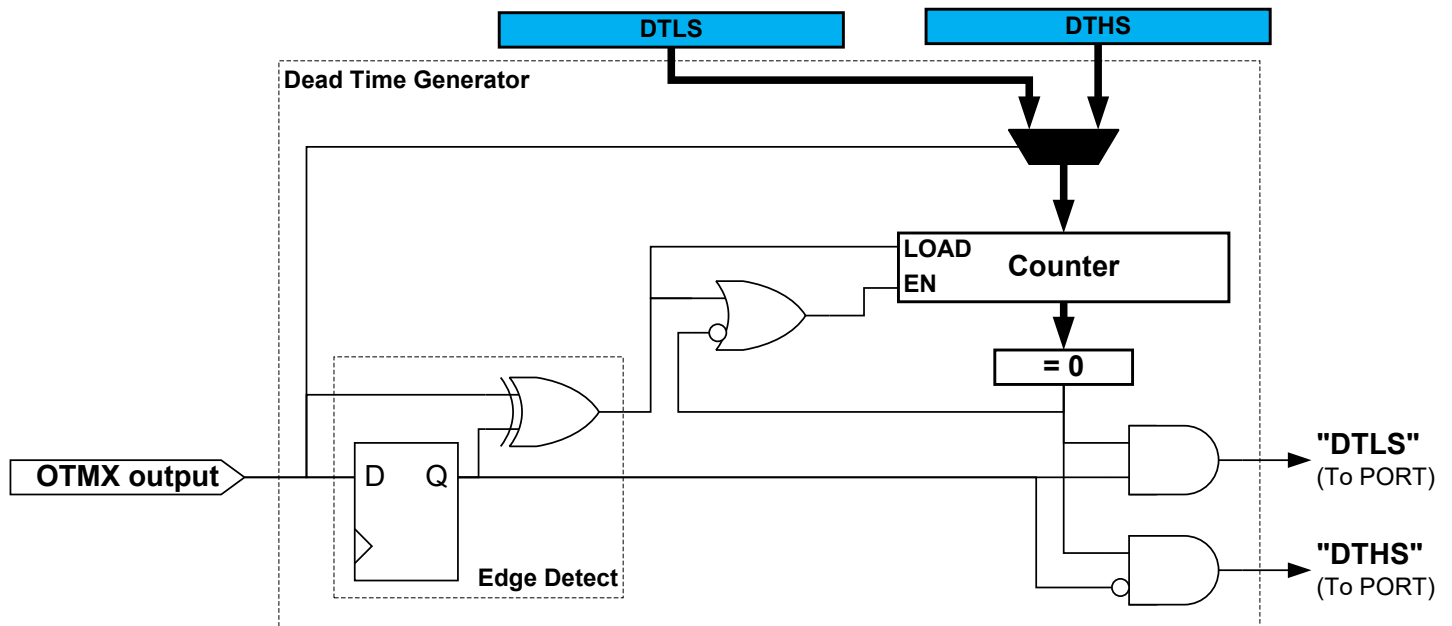 DTLS
DTHS
Dead Time Generator
LOAD
EN
Counter
= 0
OTMX output
D
Q
Edge Detect
"DTLS"
(To PORT)
"DTHS"
(To PORT)